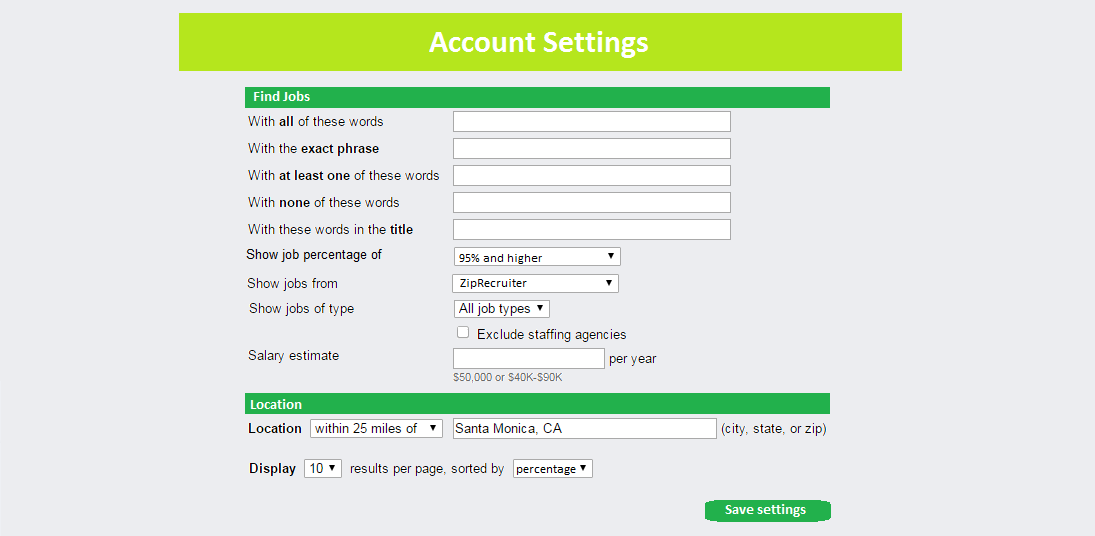 Account Settings
Find Jobs
With all of these words
With the exact phrase
With at least one of these words
With none of these words
With these words in the title
Show job percentage of 95% and higher
Show jobs from ZipRecruiter
Show jobs of type All job types
Exclude staffing agencies
Salary estimate per year
$50,000 or $40K-$90K
Location
Location within 25 miles of Santa Monica, CA (city, state, or zip)
Display 10 results per page, sorted by percentage
Save settings